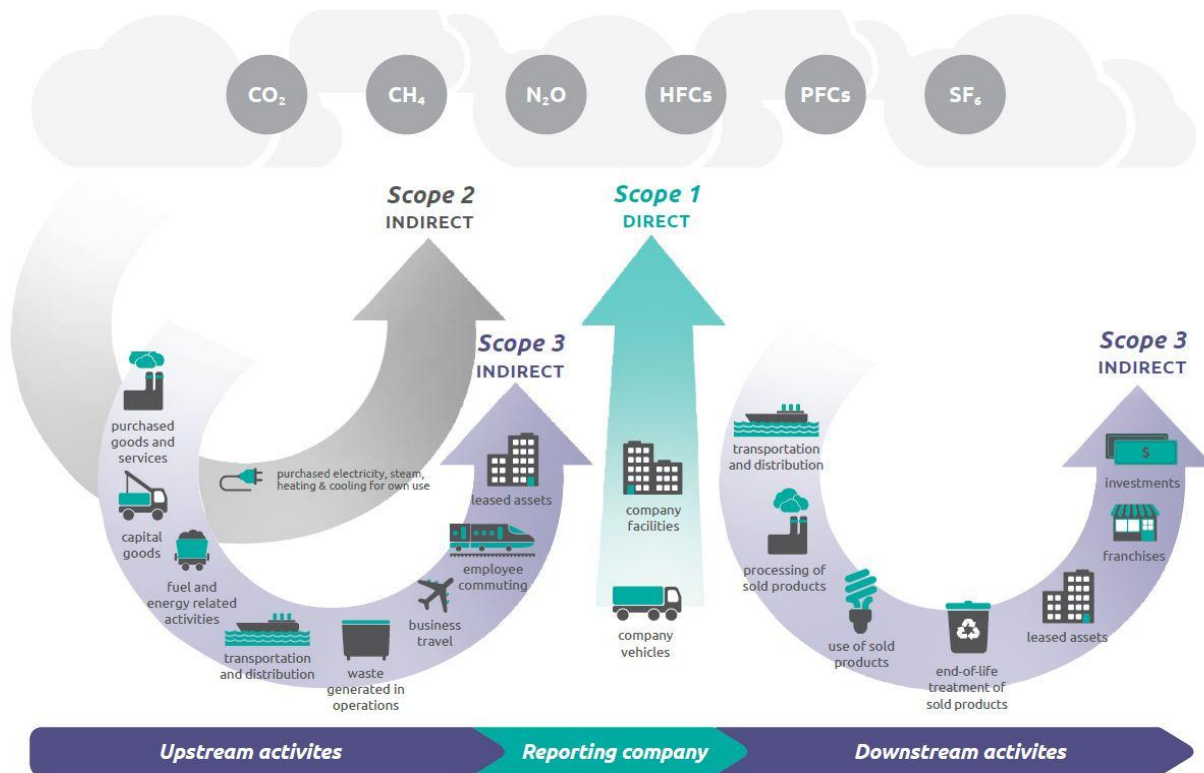 CO₂
CH₄
N₂O
HFCs
PFCs
SF₆
Scope 2
INDIRECT
Scope 1
DIRECT
Scope 3
INDIRECT
Scope 3
INDIRECT
purchased
goods and
services
capital
goods
fuel and
energy related
activities
purchased electricity, steam,
heating & cooling for own use
transportation
and distribution
waste
generated in
operations
business
travel
employee
commuting
leased assets
company
facilities
company
vehicles
transportation
and distribution
processing of
sold products
use of sold
products
end-of-life
treatment of
sold products
leased assets
franchises
$
investments
Upstream activites
Reporting company
Downstream activites